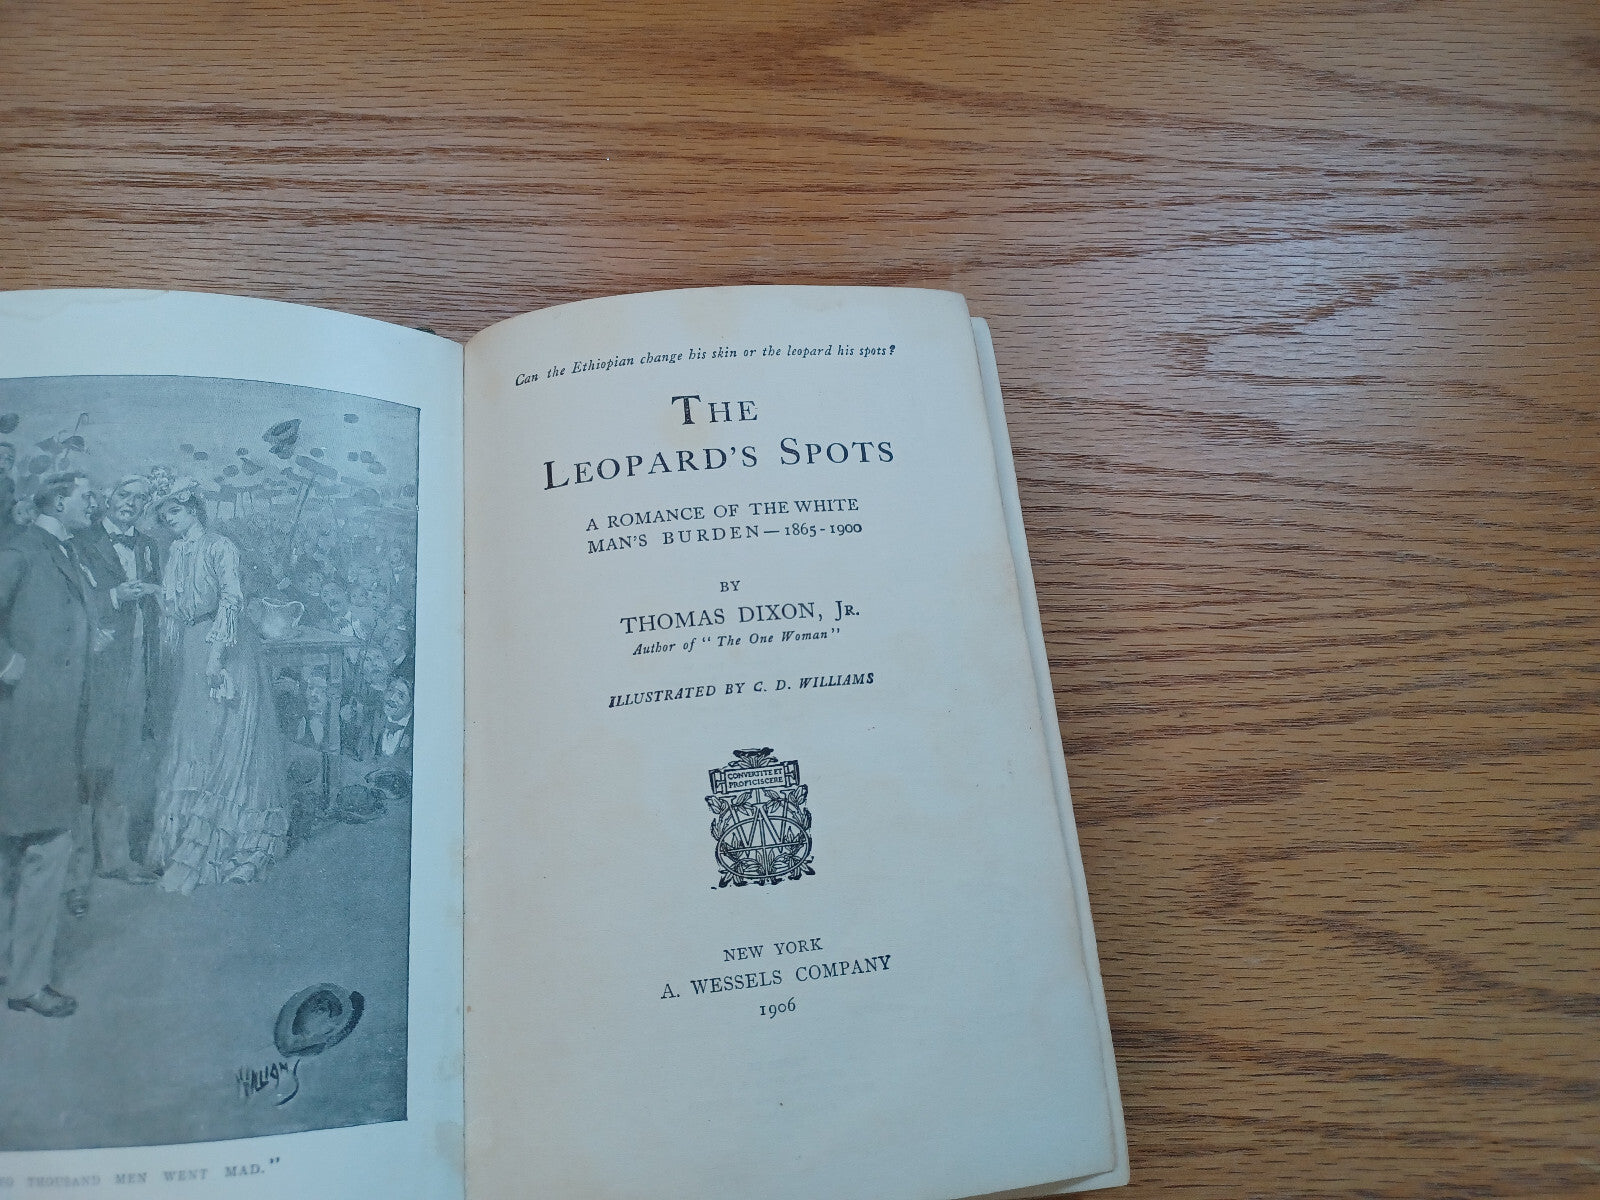 Can the Ethiopian change his skin or the leopard his spots?
THE
LEOPARD'S SPOTS
A ROMANCE OF THE WHITE
MAN'S BURDEN—1865-1900
BY
THOMAS DIXON, JR.
Author of "The One Woman"
ILLUSTRATED BY C. D. WILLIAMS
CONVERTITE ET
PROFICISCERE
NEW YORK
A. WESSELS COMPANY
1906
WILLIAMS
THOUSAND MEN WENT MAD."